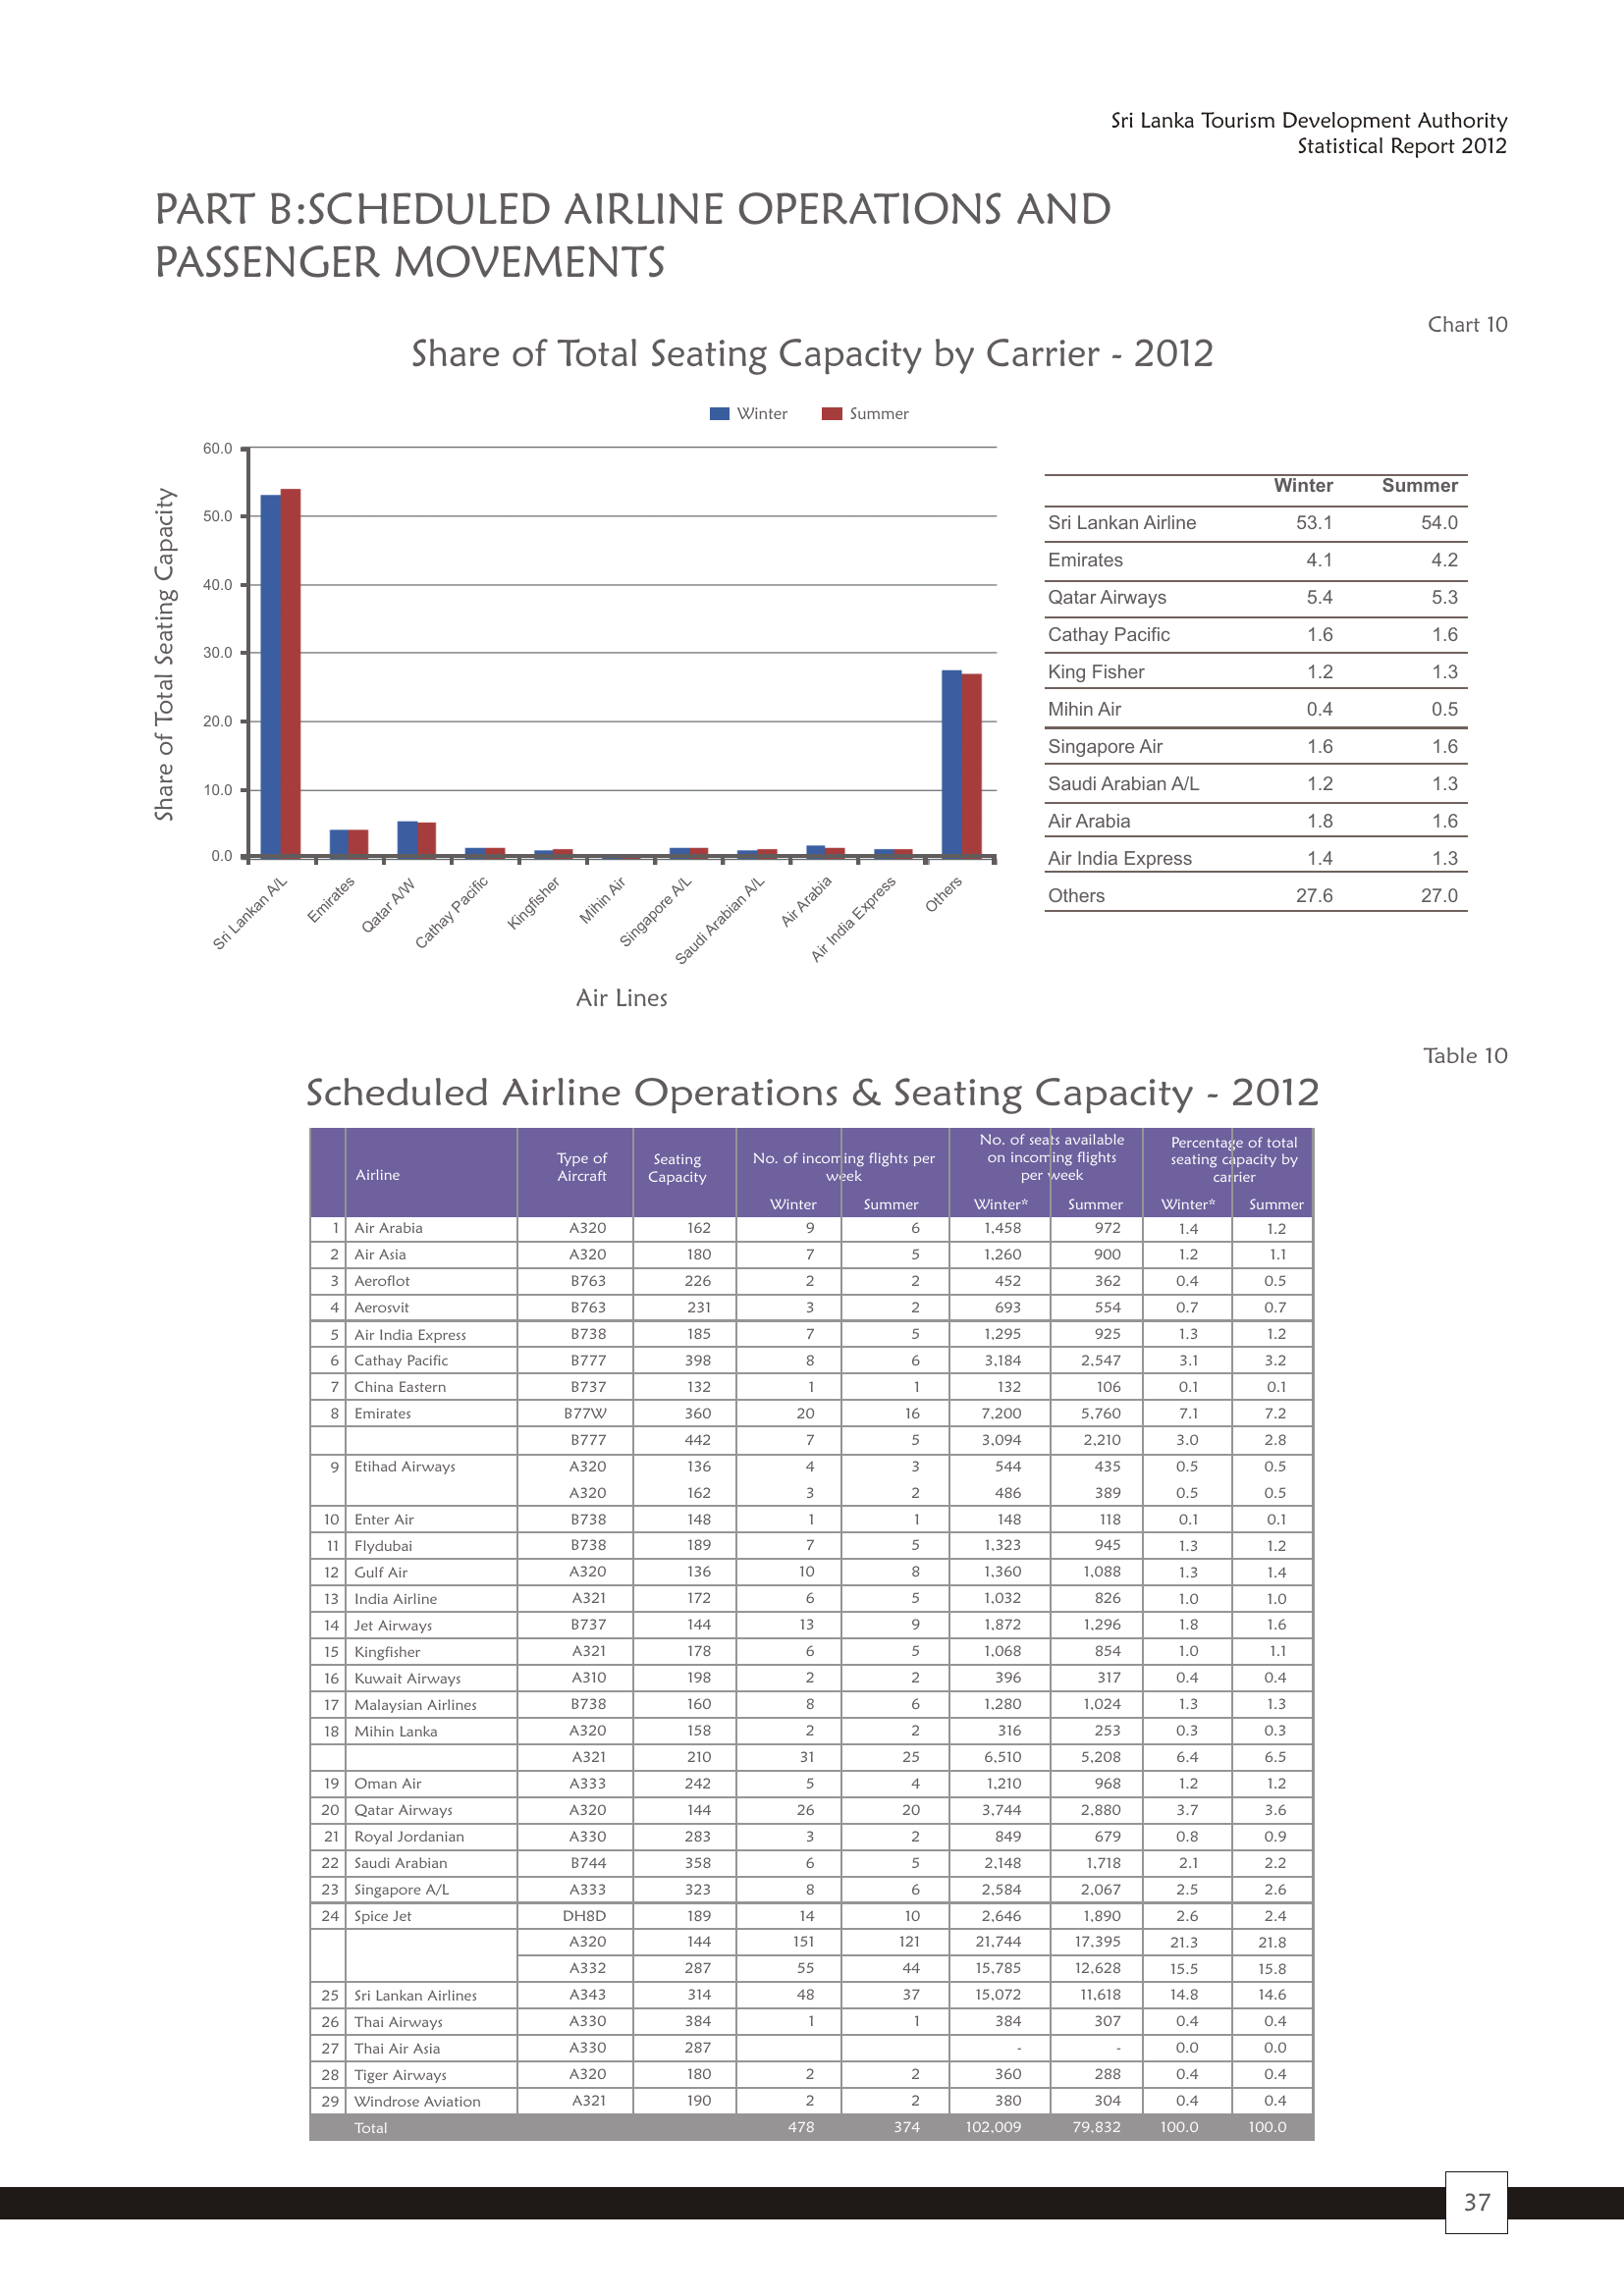 Sri Lanka Tourism Development Authority
Statistical Report 2012
PART B:SCHEDULED AIRLINE OPERATIONS AND
PASSENGER MOVEMENTS
Chart 10
Share of Total Seating Capacity by Carrier - 2012
Winter Summer
Share of Total Seating Capacity
60.0
50.0
40.0
30.0
20.0
10.0
0.0
Sri Lankan A/L
Emirates
Qatar A/W
Cathay Pacific
Kingfisher
Mihin Air
Singapore A/L
Saudi Arabian A/L
Air Arabia
Air India Express
Others
Air Lines
Winter Summer
Sri Lankan Airline 53.1 54.0
Emirates 4.1 4.2
Qatar Airways 5.4 5.3
Cathay Pacific 1.6 1.6
King Fisher 1.2 1.3
Mihin Air 0.4 0.5
Singapore Air 1.6 1.6
Saudi Arabian A/L 1.2 1.3
Air Arabia 1.8 1.6
Air India Express 1.4 1.3
Others 27.6 27.0
Table 10
Scheduled Airline Operations & Seating Capacity - 2012
Airline
Type of
Aircraft
Seating
Capacity
No. of incoming flights per
week
No. of seats available
on incoming flights
per week
Percentage of total
seating capacity by
carrier
Winter Summer Winter* Summer Winter* Summer
1 Air Arabia A320 162 9 6 1,458 972 1.4 1.2
2 Air Asia A320 180 7 5 1,260 900 1.2 1.1
3 Aeroflot B763 226 2 2 452 362 0.4 0.5
4 Aerosvit B763 231 3 2 693 554 0.7 0.7
5 Air India Express B738 185 7 5 1,295 925 1.3 1.2
6 Cathay Pacific B777 398 8 6 3,184 2,547 3.1 3.2
7 China Eastern B737 132 1 1 132 106 0.1 0.1
8 Emirates B77W 360 20 16 7,200 5,760 7.1 7.2
B777 442 7 5 3,094 2,210 3.0 2.8
9 Etihad Airways A320 136 4 3 544 435 0.5 0.5
A320 162 3 2 486 389 0.5 0.5
10 Enter Air B738 148 1 1 148 118 0.1 0.1
11 Flydubai B738 189 7 5 1,323 945 1.3 1.2
12 Gulf Air A320 136 10 8 1,360 1,088 1.3 1.4
13 India Airline A321 172 6 5 1,032 826 1.0 1.0
14 Jet Airways B737 144 13 9 1,872 1,296 1.8 1.6
15 Kingfisher A321 178 6 5 1,068 854 1.0 1.1
16 Kuwait Airways A310 198 2 2 396 317 0.4 0.4
17 Malaysian Airlines B738 160 8 6 1,280 1,024 1.3 1.3
18 Mihin Lanka A320 158 2 2 316 253 0.3 0.3
A321 210 31 25 6,510 5,208 6.4 6.5
19 Oman Air A333 242 5 4 1,210 968 1.2 1.2
20 Qatar Airways A320 144 26 20 3,744 2,880 3.7 3.6
21 Royal Jordanian A330 283 3 2 849 679 0.8 0.9
22 Saudi Arabian B744 358 6 5 2,148 1,718 2.1 2.2
23 Singapore A/L A333 323 8 6 2,584 2,067 2.5 2.6
24 Spice Jet DH8D 189 14 10 2,646 1,890 2.6 2.4
A320 144 151 121 21,744 17,395 21.3 21.8
A332 287 55 44 15,785 12,628 15.5 15.8
25 Sri Lankan Airlines A343 314 48 37 15,072 11,618 14.8 14.6
26 Thai Airways A330 384 1 1 384 307 0.4 0.4
27 Thai Air Asia A330 287 - - 0.0 0.0
28 Tiger Airways A320 180 2 2 360 288 0.4 0.4
29 Windrose Aviation A321 190 2 2 380 304 0.4 0.4
Total 478 374 102,009 79,832 100.0 100.0
37